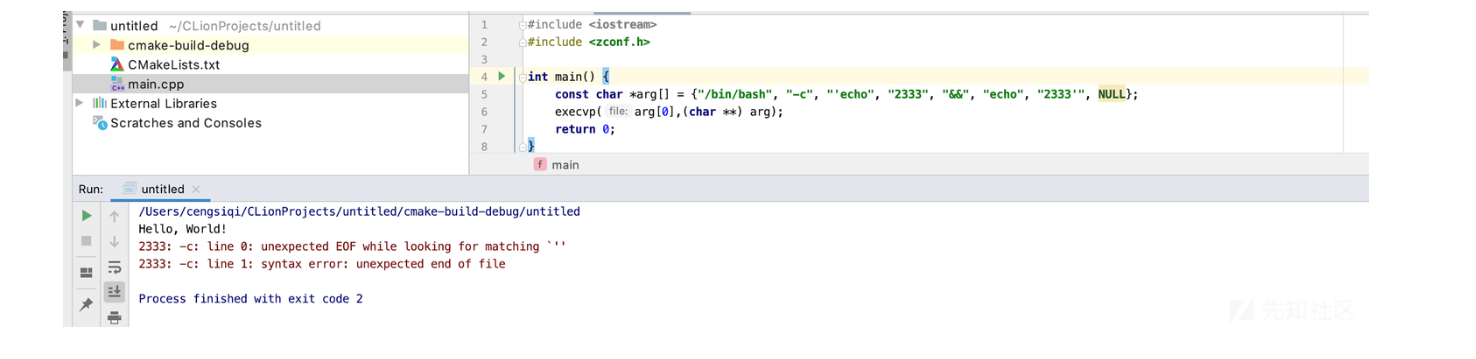 untitled ~/CLionProjects/untitled
cmake-build-debug
CMakeLists.txt
main.cpp
External Libraries
Scratches and Consoles
1 #include <iostream>
2 #include <zconf.h>
3
4 int main() {
5 const char *arg[] = {"/bin/bash", "-c", "'echo", "2333", "&&", "echo", "2333'", NULL};
6 execvp( file: arg[0],(char **) arg);
7 return 0;
8 }
f main
Run: untitled ×
/Users/cengsiqi/CLionProjects/untitled/cmake-build-debug/untitled
Hello, World!
2333: -c: line 0: unexpected EOF while looking for matching `''
2333: -c: line 1: syntax error: unexpected end of file
Process finished with exit code 2
先知社区